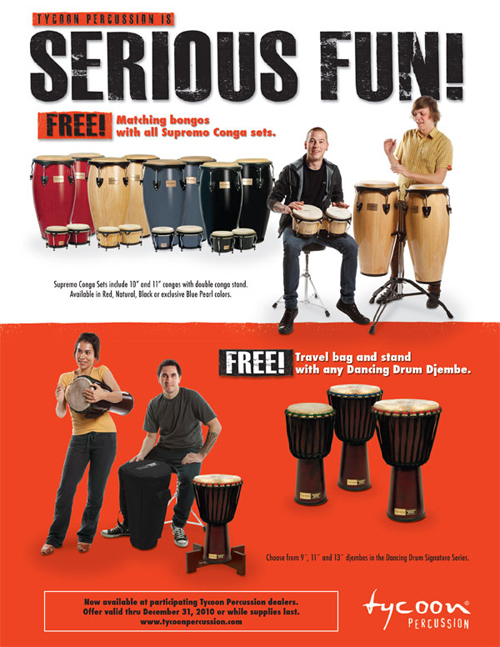 TYCOON PERCUSSION IS
SERIOUS FUN!
FREE! Matching bongos
with all Supremo Conga sets.
Supremo Conga Sets include 10" and 11" congas with double conga stand.
Available in Red, Natural, Black or exclusive Blue Pearl colors.
FREE! Travel bag and stand
with any Dancing Drum Djembe.
Choose from 9", 11" and 13" djembes in the Dancing Drum Signature Series.
Now available at participating Tycoon Percussion dealers.
Offer valid thru December 31, 2010 or while supplies last.
www.tycoonpercussion.com
tycoon®
PERCUSSION